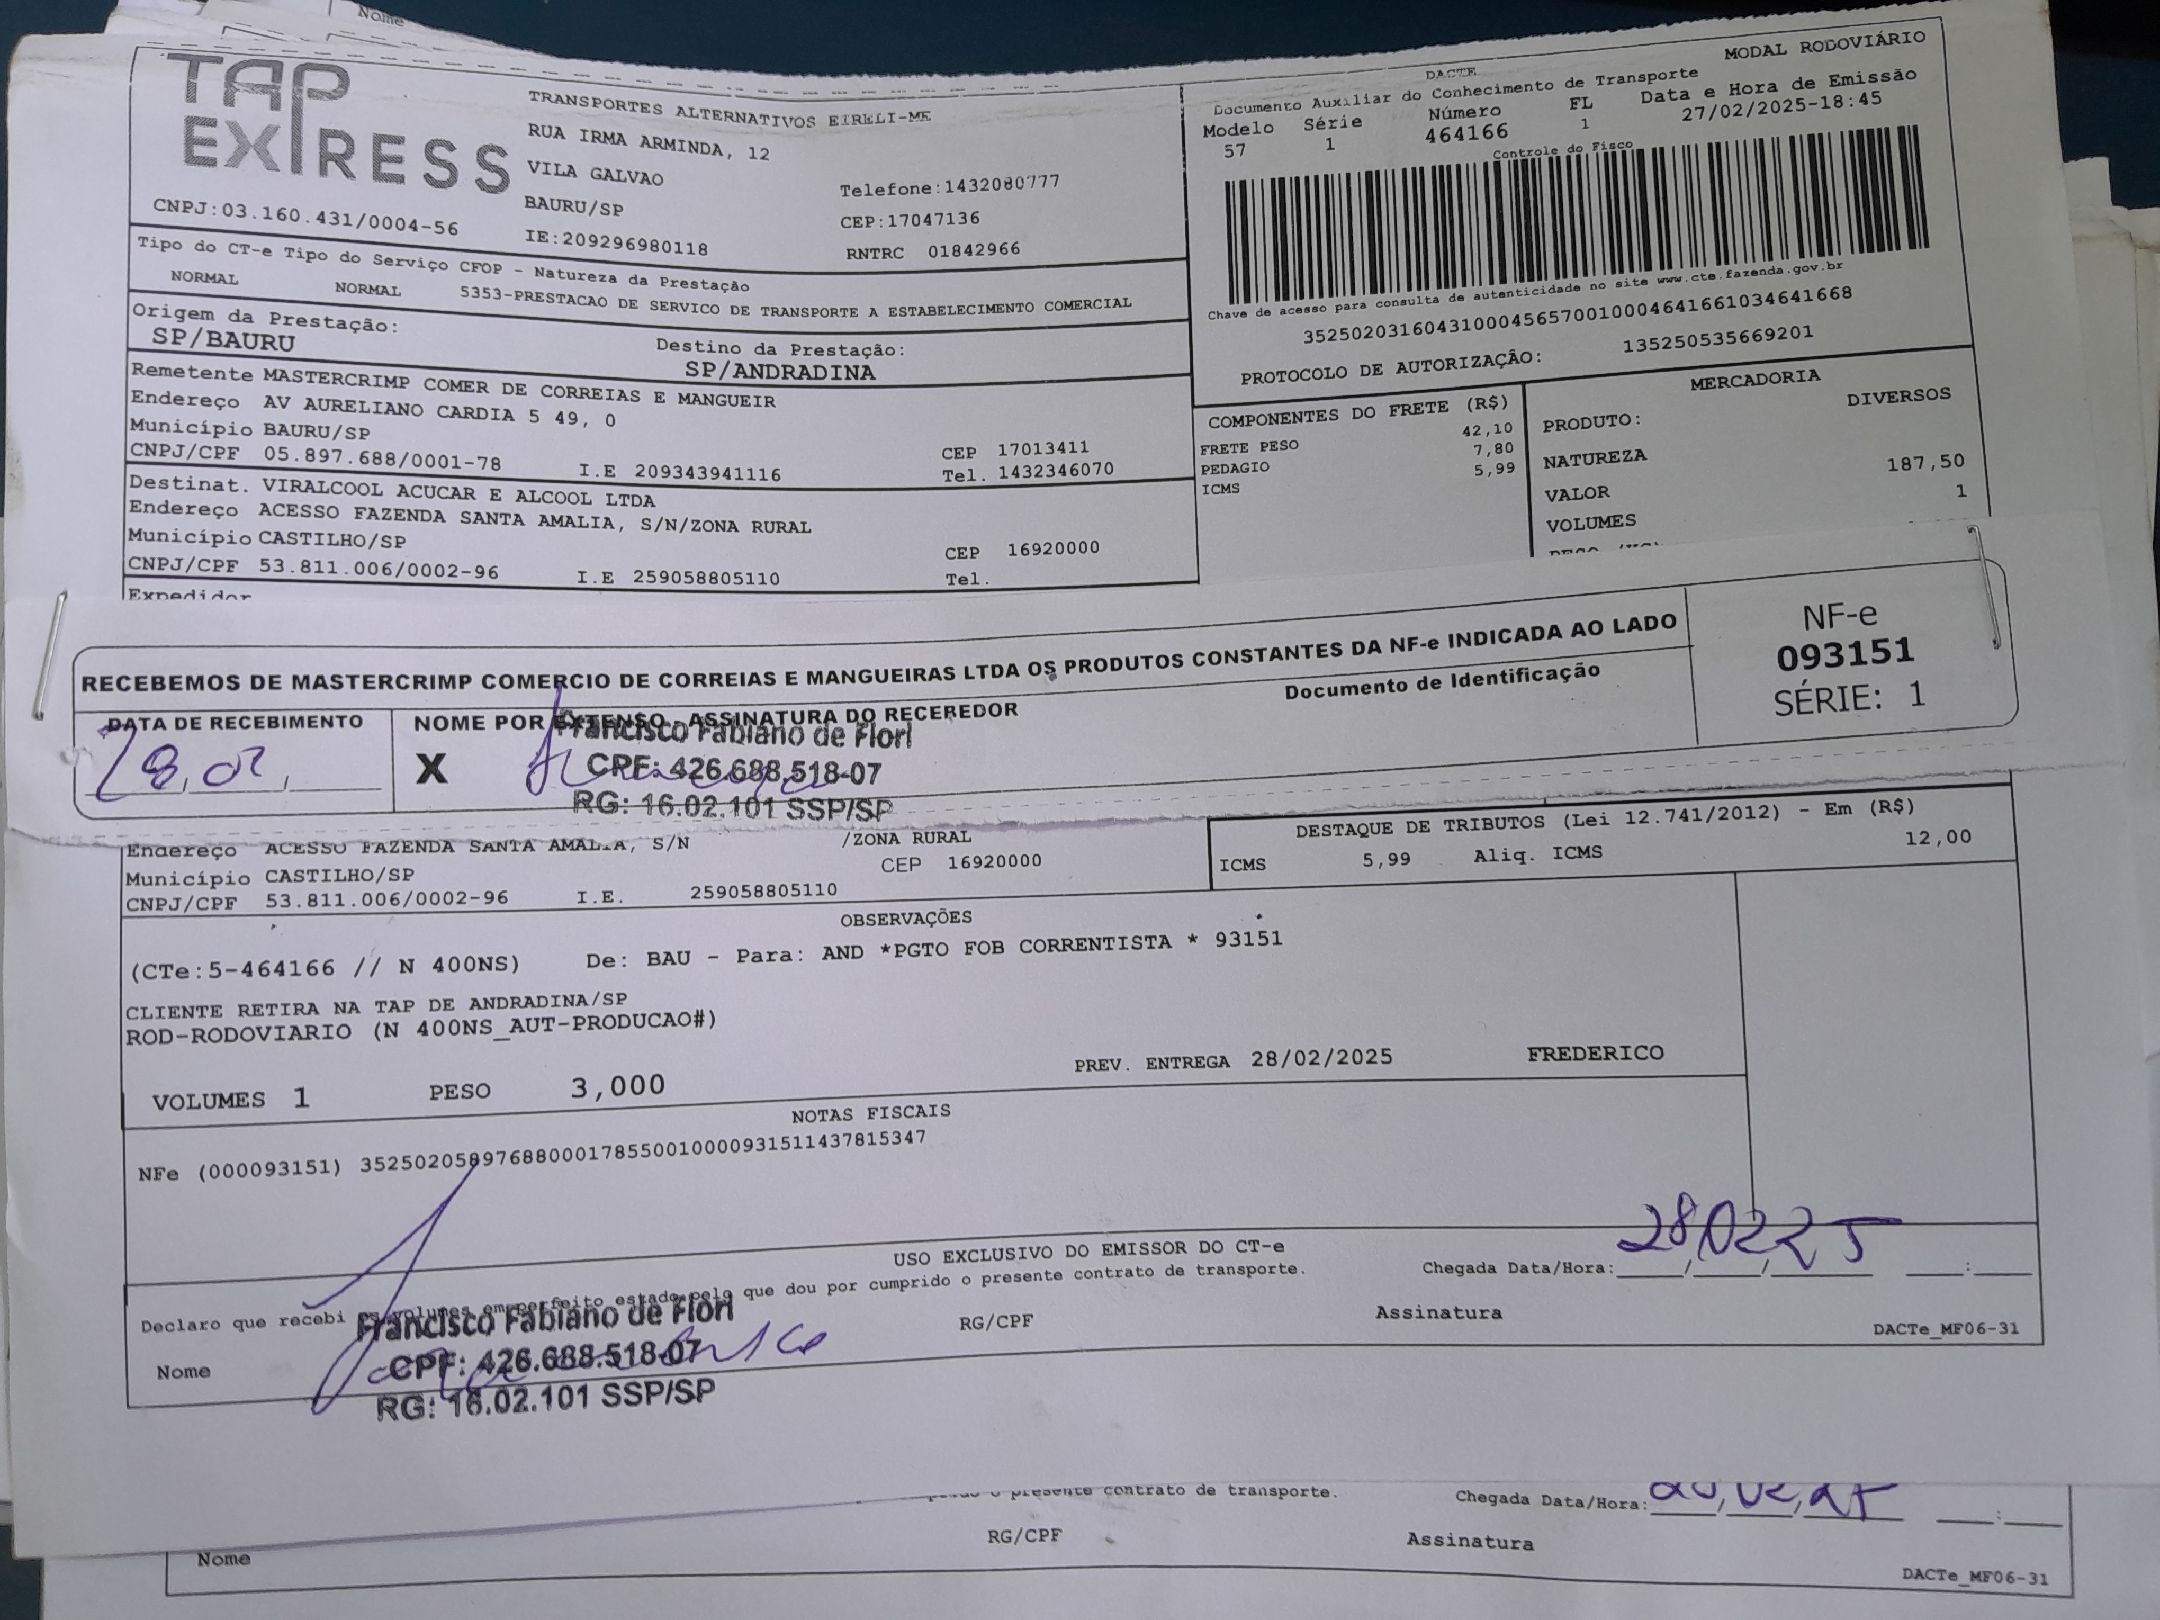 Nome
TAP
EXPRESS
TRANSPORTES ALTERNATIVOS EIRELI-ME
RUA IRMA ARMINDA, 12
VILA GALVAO
BAURU/SP
IE:209296980118
Telefone:1432080777
CEP:17047136
RNTRC 01842966
CNPJ:03.160.431/0004-56
DACTE
MODAL RODOVIÁRIO
Documento Auxiliar do Conhecimento de Transporte
Modelo Série Número FL Data e Hora de Emissão
57 1 464166 1 27/02/2025-18:45
Controle do Fisco
Chave de acesso para consulta de autenticidade no site www.cte.fazenda.gov.br
35250203160431000456570010004641661034641668
PROTOCOLO DE AUTORIZAÇÃO: 135250535669201
Tipo do CT-e Tipo do Serviço CFOP - Natureza da Prestação
NORMAL NORMAL 5353-PRESTACAO DE SERVICO DE TRANSPORTE A ESTABELECIMENTO COMERCIAL
Origem da Prestação:
SP/BAURU
Destino da Prestação:
SP/ANDRADINA
Remetente MASTERCRIMP COMER DE CORREIAS E MANGUEIR
Endereço AV AURELIANO CARDIA 5 49, 0
Município BAURU/SP CEP 17013411
CNPJ/CPF 05.897.688/0001-78 I.E 209343941116 Tel. 1432346070
Destinat. VIRALCOOL ACUCAR E ALCOOL LTDA
Endereço ACESSO FAZENDA SANTA AMALIA, S/N/ZONA RURAL
Município CASTILHO/SP CEP 16920000
CNPJ/CPF 53.811.006/0002-96 I.E 259058805110 Tel.
Expedidor
COMPONENTES DO FRETE (R$)
FRETE PESO 42,10
PEDAGIO 7,80
ICMS 5,99
MERCADORIA
PRODUTO: DIVERSOS
NATUREZA
VALOR 187,50
VOLUMES 1
RECEBEMOS DE MASTERCRIMP COMERCIO DE CORREIAS E MANGUEIRAS LTDA OS PRODUTOS CONSTANTES DA NF-e INDICADA AO LADO
NF-e
093151
SÉRIE: 1
DATA DE RECEBIMENTO
28, 02,
NOME POR EXTENSO - ASSINATURA DO RECEBEDOR
Documento de Identificação
X
Francisco Fabiano de Fiori
CPF: 426.688.518-07
RG: 16.02.101 SSP/SP
Endereço ACESSO FAZENDA SANTA AMALIA, S/N /ZONA RURAL
Município CASTILHO/SP CEP 16920000
CNPJ/CPF 53.811.006/0002-96 I.E. 259058805110
DESTAQUE DE TRIBUTOS (Lei 12.741/2012) - Em (R$)
ICMS 5,99 Aliq. ICMS 12,00
OBSERVAÇÕES
(CTe:5-464166 // N 400NS) De: BAU - Para: AND *PGTO FOB CORRENTISTA * 93151
CLIENTE RETIRA NA TAP DE ANDRADINA/SP
ROD-RODOVIARIO (N 400NS_AUT-PRODUCAO#)
PREV. ENTREGA 28/02/2025 FREDERICO
VOLUMES 1 PESO 3,000
NOTAS FISCAIS
NFe (000093151) 35250205897688000178550010000931511437815347
USO EXCLUSIVO DO EMISSOR DO CT-e
Declaro que recebi os volumes em perfeito estado pelo que dou por cumprido o presente contrato de transporte.
Chegada Data/Hora: 28/02/25
Nome
Francisco Fabiano de Fiori
CPF: 426.688.518-07
RG: 16.02.101 SSP/SP
RG/CPF
Assinatura
DACTe_MF06-31
o presente contrato de transporte.
Chegada Data/Hora:
Nome
RG/CPF
Assinatura
DACTe_MF06-31